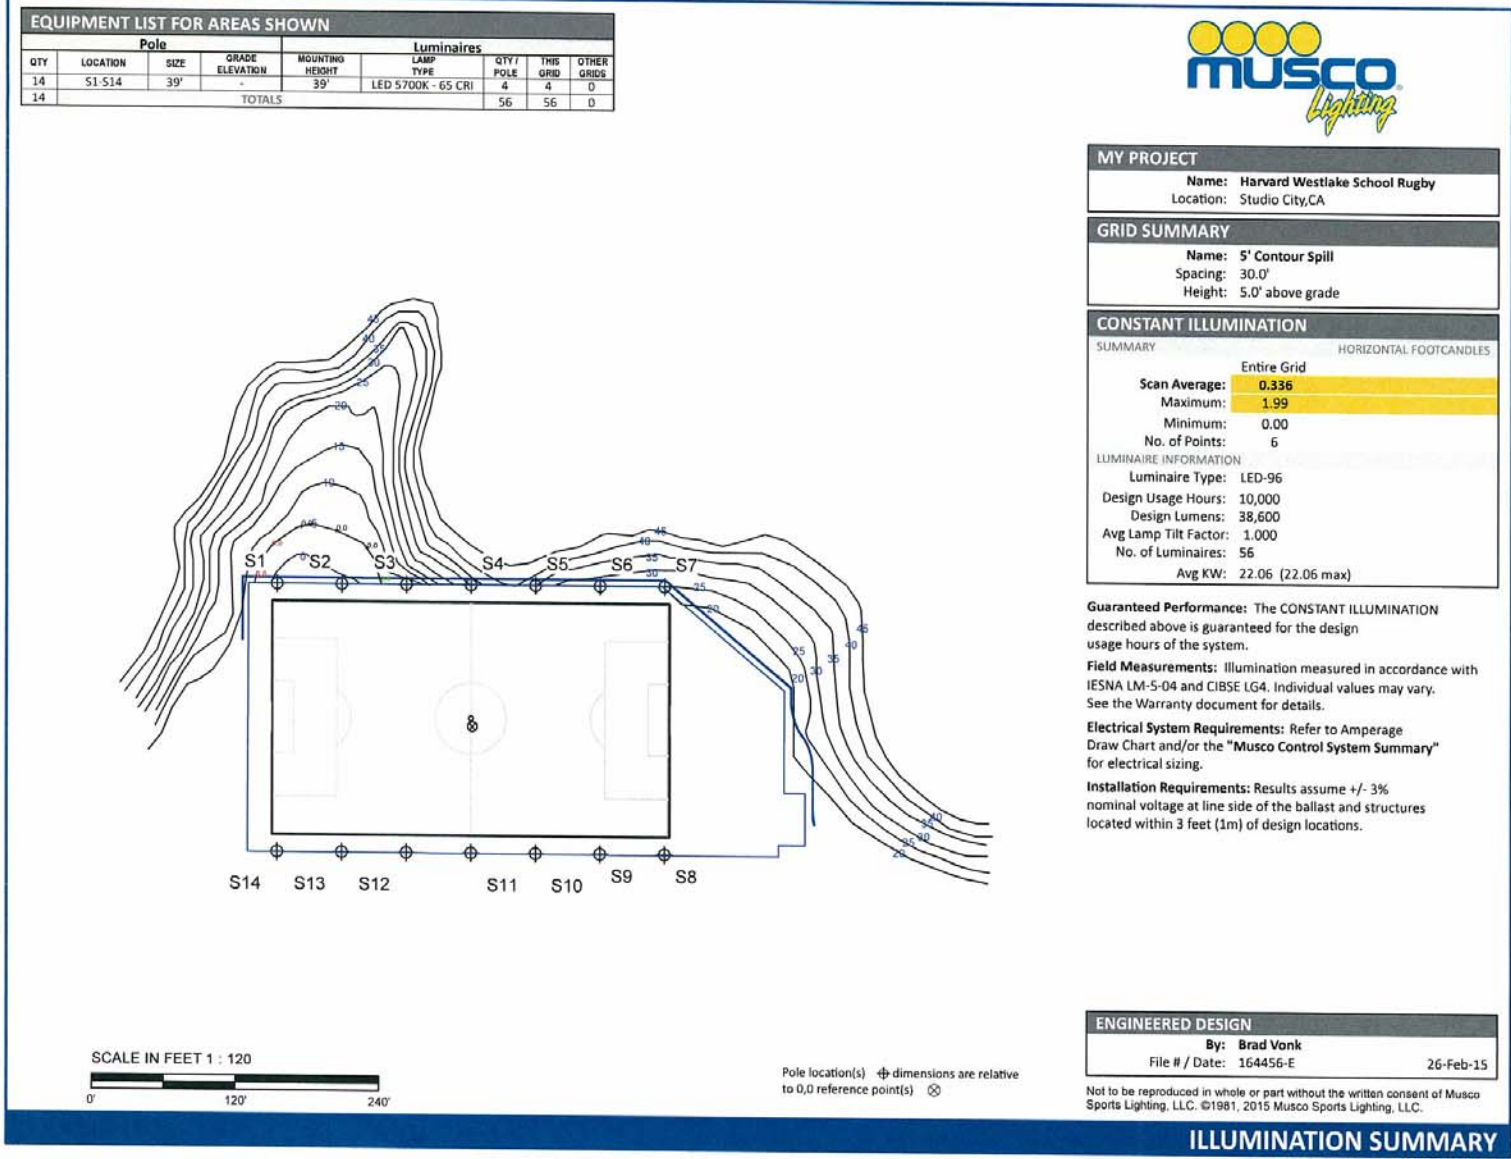 EQUIPMENT LIST FOR AREAS SHOWN
Pole Luminaires
QTY LOCATION SIZE GRADE ELEVATION MOUNTING HEIGHT LAMP TYPE QTY / POLE THIS GRID OTHER GRIDS
14 S1-S14 39' - 39' LED 5700K - 65 CRI 4 4 0
14 TOTALS 56 56 0
musco
Lighting
MY PROJECT
Name: Harvard Westlake School Rugby
Location: Studio City,CA
GRID SUMMARY
Name: 5' Contour Spill
Spacing: 30.0'
Height: 5.0' above grade
CONSTANT ILLUMINATION
SUMMARY HORIZONTAL FOOTCANDLES
Entire Grid
Scan Average: 0.336
Maximum: 1.99
Minimum: 0.00
No. of Points: 6
LUMINAIRE INFORMATION
Luminaire Type: LED-96
Design Usage Hours: 10,000
Design Lumens: 38,600
Avg Lamp Tilt Factor: 1.000
No. of Luminaires: 56
Avg KW: 22.06 (22.06 max)
Guaranteed Performance: The CONSTANT ILLUMINATION
described above is guaranteed for the design
usage hours of the system.
Field Measurements: Illumination measured in accordance with
IESNA LM-5-04 and CIBSE LG4. Individual values may vary.
See the Warranty document for details.
Electrical System Requirements: Refer to Amperage
Draw Chart and/or the "Musco Control System Summary"
for electrical sizing.
Installation Requirements: Results assume +/- 3%
nominal voltage at line side of the ballast and structures
located within 3 feet (1m) of design locations.
45
40
35
30
25
20
15
10
0.0
0.0
S1 S2 S3 S4 S5 S6 S7
45
40
35
30
25
20
45
40
35
30
25
20
40
35
30
25
20
S14 S13 S12 S11 S10 S9 S8
SCALE IN FEET 1 : 120
0' 120' 240'
Pole location(s) dimensions are relative
to 0,0 reference point(s)
ENGINEERED DESIGN
By: Brad Vonk
File # / Date: 164456-E 26-Feb-15
Not to be reproduced in whole or part without the written consent of Musco
Sports Lighting, LLC. ©1981, 2015 Musco Sports Lighting, LLC.
ILLUMINATION SUMMARY